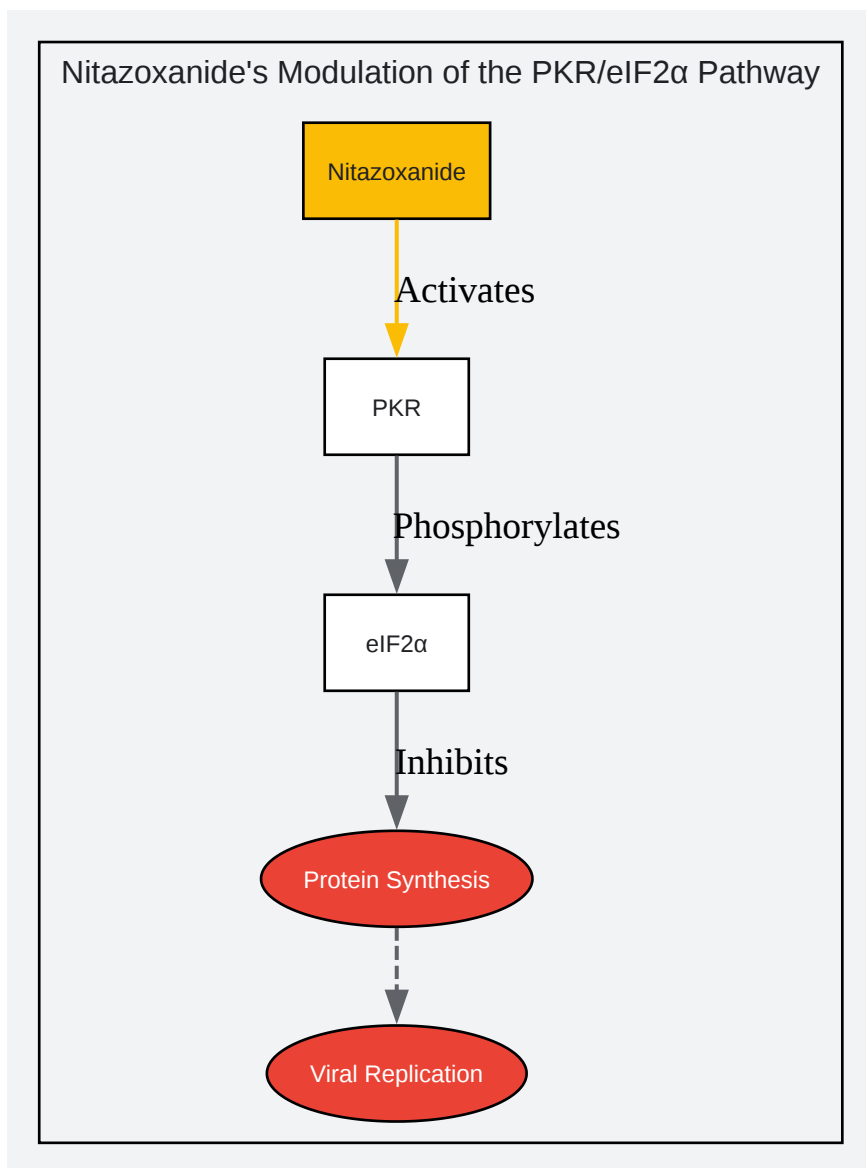 Nitazoxanide's Modulation of the PKR/eIF2α Pathway
Nitazoxanide
Activates
PKR
Phosphorylates
eIF2α
Inhibits
Protein Synthesis
Viral Replication